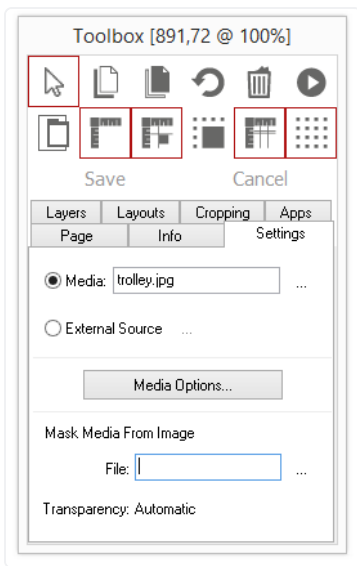 Toolbox [891,72 @ 100%]
Save Cancel
Layers Layouts Cropping Apps
Page Info Settings
Media: trolley.jpg ...
External Source ...
Media Options...
Mask Media From Image
File: ...
Transparency: Automatic